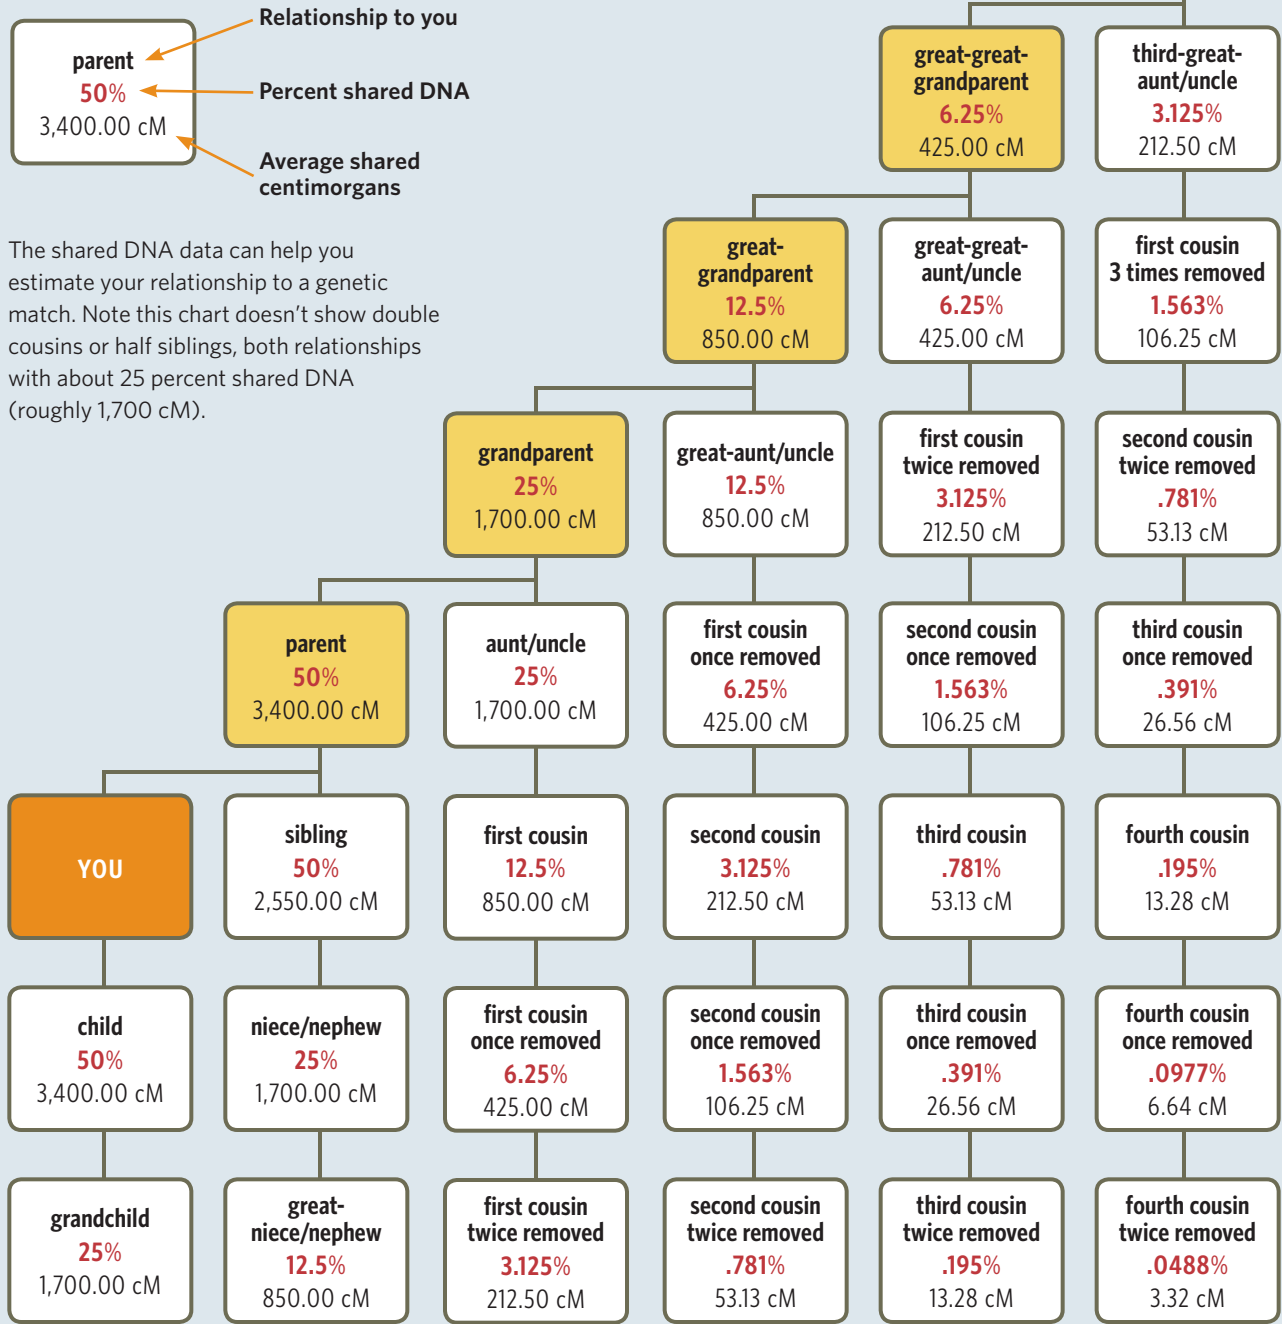 Relationship to you
parent
50%
3,400.00 cM
Percent shared DNA
Average shared
centimorgans
The shared DNA data can help you
estimate your relationship to a genetic
match. Note this chart doesn't show double
cousins or half siblings, both relationships
with about 25 percent shared DNA
(roughly 1,700 cM).
great-great-
grandparent
6.25%
425.00 cM
third-great-
aunt/uncle
3.125%
212.50 cM
great-
grandparent
12.5%
850.00 cM
great-great-
aunt/uncle
6.25%
425.00 cM
first cousin
3 times removed
1.563%
106.25 cM
grandparent
25%
1,700.00 cM
great-aunt/uncle
12.5%
850.00 cM
first cousin
twice removed
3.125%
212.50 cM
second cousin
twice removed
.781%
53.13 cM
parent
50%
3,400.00 cM
aunt/uncle
25%
1,700.00 cM
first cousin
once removed
6.25%
425.00 cM
second cousin
once removed
1.563%
106.25 cM
third cousin
once removed
.391%
26.56 cM
YOU
sibling
50%
2,550.00 cM
first cousin
12.5%
850.00 cM
second cousin
3.125%
212.50 cM
third cousin
.781%
53.13 cM
fourth cousin
.195%
13.28 cM
child
50%
3,400.00 cM
niece/nephew
25%
1,700.00 cM
first cousin
once removed
6.25%
425.00 cM
second cousin
once removed
1.563%
106.25 cM
third cousin
once removed
.391%
26.56 cM
fourth cousin
once removed
.0977%
6.64 cM
grandchild
25%
1,700.00 cM
great-
niece/nephew
12.5%
850.00 cM
first cousin
twice removed
3.125%
212.50 cM
second cousin
twice removed
.781%
53.13 cM
third cousin
twice removed
.195%
13.28 cM
fourth cousin
twice removed
.0488%
3.32 cM